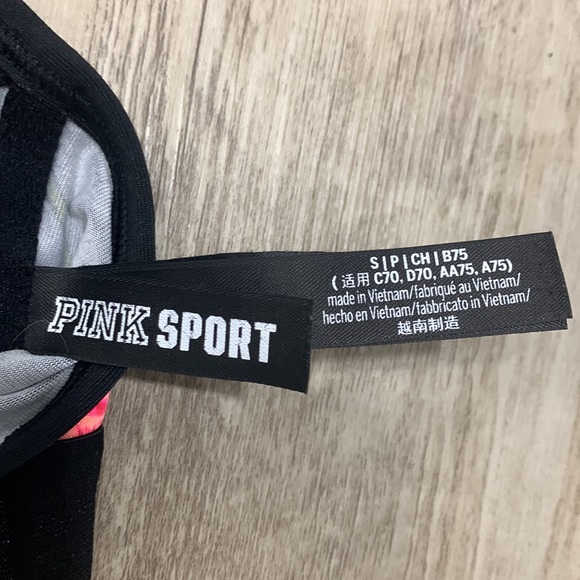 PINK SPORT
S | P | CH | B75
( 适用 C70, D70, AA75, A75)
made in Vietnam/fabriqué au Vietnam/
hecho en Vietnam/fabbricato in Vietnam/
越南制造